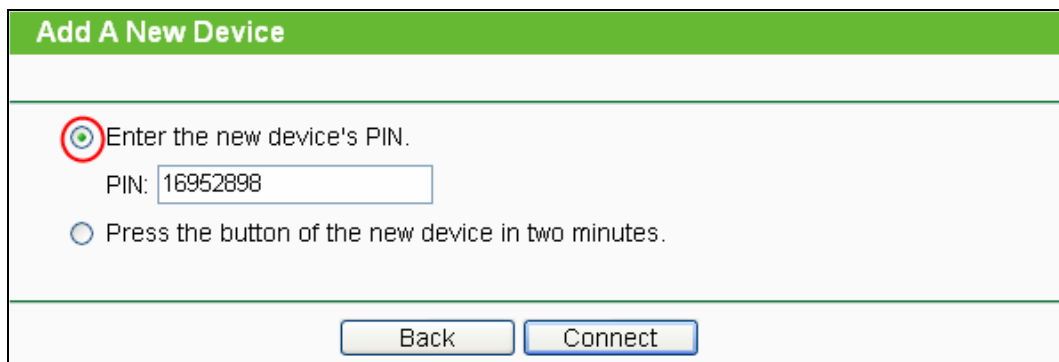 Add A New Device
Enter the new device's PIN.
PIN: 16952898
Press the button of the new device in two minutes.
Back Connect